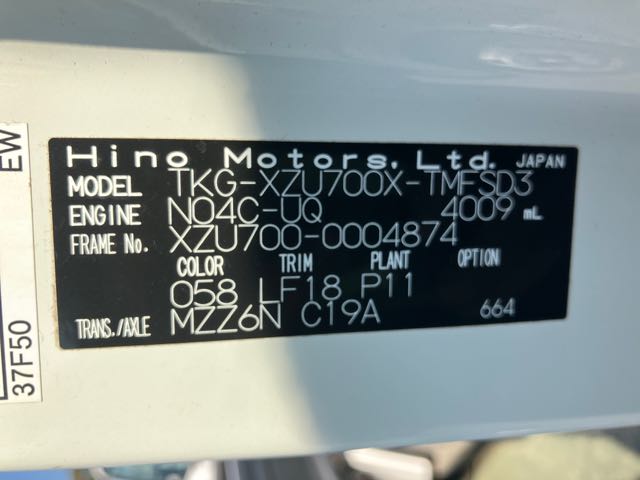 Hino Motors, Ltd. JAPAN
MODEL TKG-XZU700X-TMFSD3
ENGINE N04C-UQ 4009 mL
FRAME No. XZU700-0004874
COLOR TRIM PLANT OPTION
058 LF18 P11
TRANS./AXLE MZZ6N C19A 664
EW
37F50